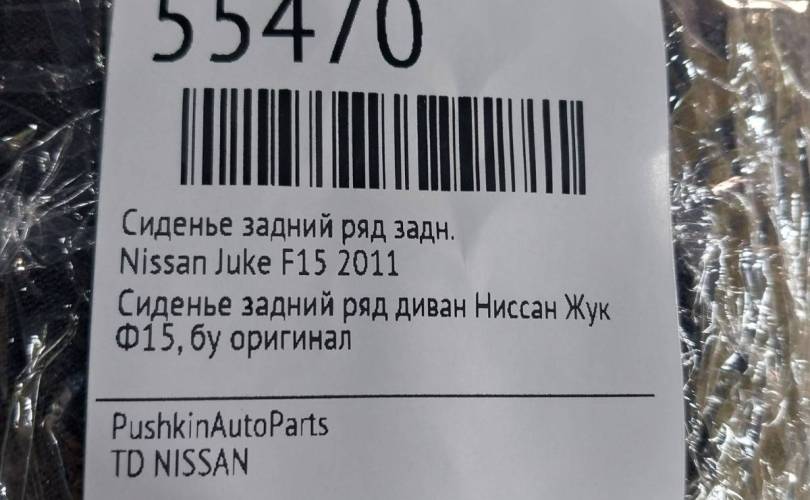 55470
Сиденье задний ряд задн.
Nissan Juke F15 2011
Сиденье задний ряд диван Ниссан Жук
Ф15, бу оригинал
PushkinAutoParts
TD NISSAN